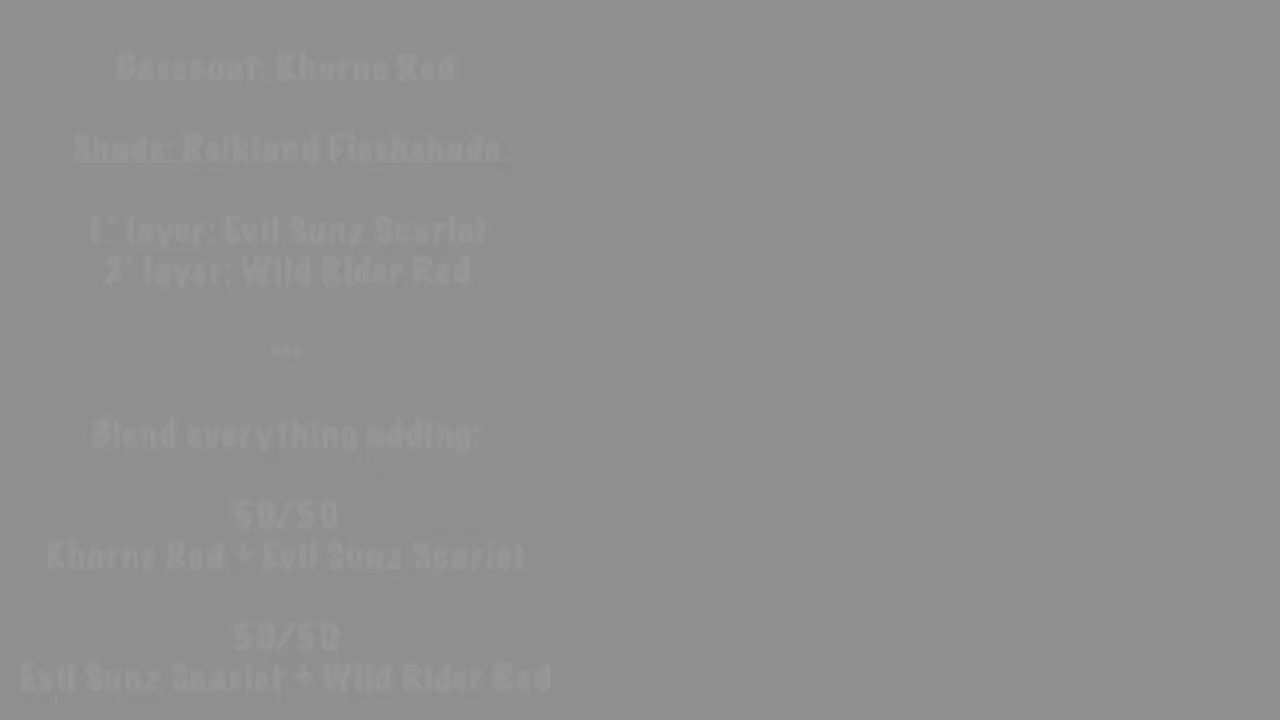 Basecoat: Khorne Red
Shade: Reikland Fleshshade
1° layer: Evil Sunz Scarlet
2° layer: Wild Rider Red
Blend everything adding:
50/50
Khorne Red + Evil Sunz Scarlet
50/50
Evil Sunz Scarlet + Wild Rider Red